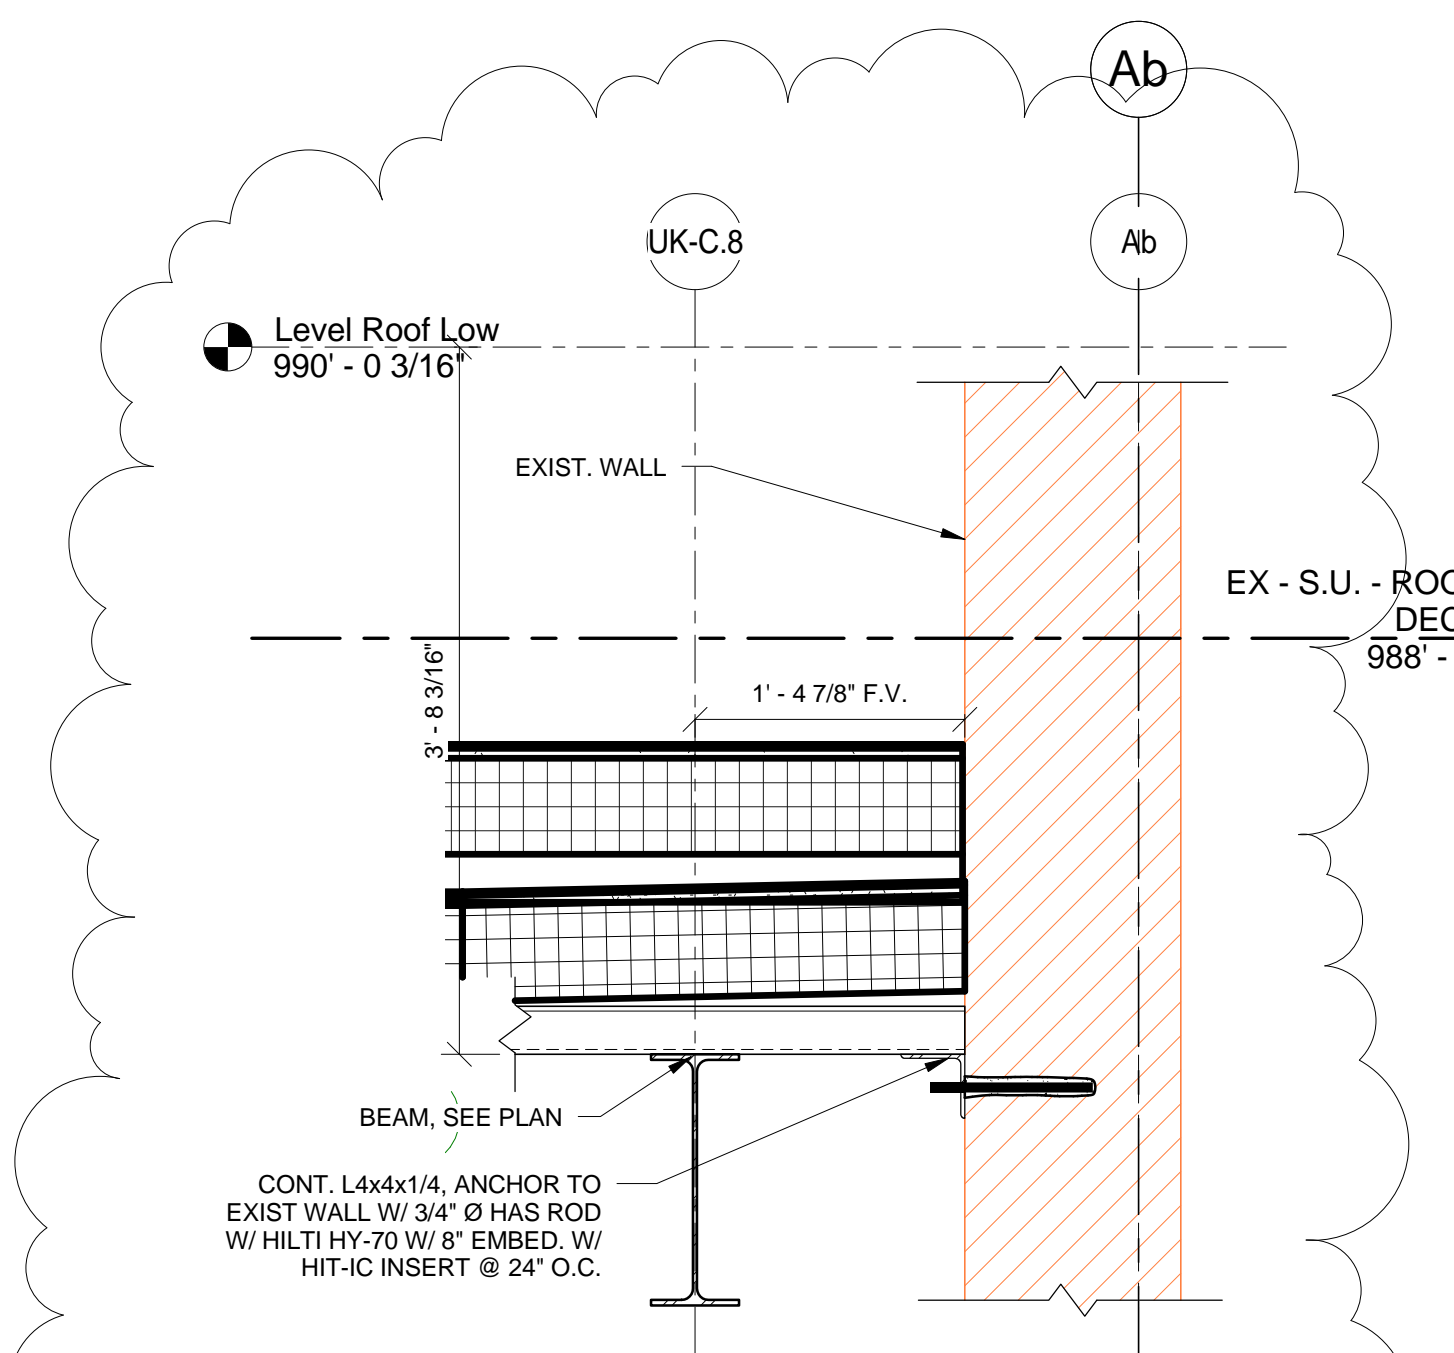 Ab
UK-C.8
Ab
Level Roof Low
990' - 0 3/16"
EXIST. WALL
EX - S.U. -
988' -
3' - 8 3/16"
1' - 4 7/8" F.V.
BEAM, SEE PLAN
CONT. L4x4x1/4, ANCHOR TO
EXIST WALL W/ 3/4" Ø HAS ROD
W/ HILTI HY-70 W/ 8" EMBED. W/
HIT-IC INSERT @ 24" O.C.